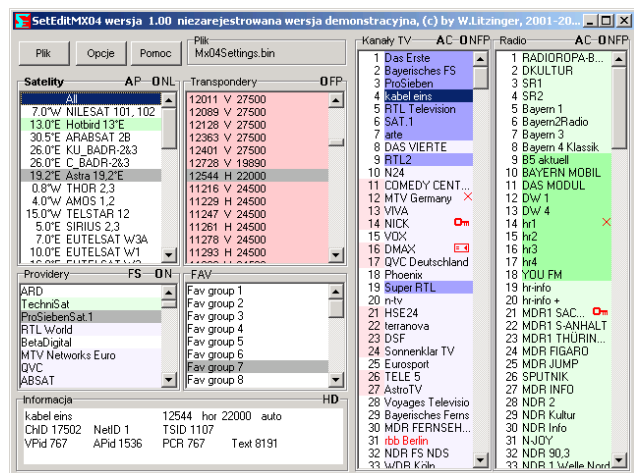 SetEditMX04 wersja 1.00 niezarejestrowana wersja demonstracyjna, (c) by W.Litzinger, 2001-20...
Plik
Opcje
Pomoc
Plik
Mx04Settings.bin
Satelity AP ONL
All
7.0°W NILESAT 101, 102
13.0°E Hotbird 13°E
30.5°E ARABSAT 2B
26.0°E KU_BADR-2&3
26.0°E C_BADR-2&3
19.2°E Astra 19,2°E
0.8°W THOR 2,3
4.0°W AMOS 1,2
15.0°W TELSTAR 12
5.0°E SIRIUS 2,3
7.0°E EUTELSAT W3A
10.0°E EUTELSAT W1
Transpondery OFP
12011 V 27500
12089 V 27500
12128 V 27500
12363 V 27500
12401 V 27500
12728 V 19890
12544 H 22000
11216 V 24500
11229 H 24500
11247 V 24500
11261 H 24500
11278 V 24500
11293 H 24500
Providery FS ON
ARD
TechniSat
ProSiebenSat.1
RTL World
BetaDigital
MTV Networks Euro
QVC
ABSAT
FAV
Fav group 1
Fav group 2
Fav group 3
Fav group 4
Fav group 5
Fav group 6
Fav group 7
Fav group 8
Informacja HD
kabel eins 12544 hor 22000 auto
ChID 17502 NetID 1 TSID 1107
VPid 767 APid 1536 PCR 767 Text 8191
Kanały TV AC ONFP
1 Das Erste
2 Bayerisches FS
3 ProSieben
4 kabel eins
5 RTL Television
6 SAT.1
7 arte
8 DAS VIERTE
9 RTL2
10 N24
11 COMEDY CENT...
12 MTV Germany
13 VIVA
14 NICK
15 VOX
16 DMAX
17 QVC Deutschland
18 Phoenix
19 Super RTL
20 n-tv
21 HSE24
22 terranova
23 DSF
24 Sonnenklar TV
25 Eurosport
26 TELE 5
27 AstroTV
28 Voyages Televisio
29 Bayerisches Ferns
30 MDR FERNSEH...
31 rbb Berlin
32 NDR FS NDS
33 WDR Köln
Radio AC ONFP
1 RADIOROPA-B...
2 DKULTUR
3 SR1
4 SR2
5 Bayern 1
6 Bayern2Radio
7 Bayern 3
8 Bayern 4 Klassik
9 B5 aktuell
10 BAYERN MOBIL
11 DAS MODUL
12 DW 1
13 DW 4
14 hr1
15 hr2
16 hr3
17 hr4
18 YOU FM
19 hr-info
20 hr-info +
21 MDR1 SAC...
22 MDR1 S-ANHALT
23 MDR1 THÜRIN...
24 MDR FIGARO
25 MDR JUMP
26 SPUTNIK
27 MDR INFO
28 NDR 2
29 NDR Kultur
30 NDR Info
31 N-JOY
32 NDR 90,3
33 NDR 1 Welle Nord